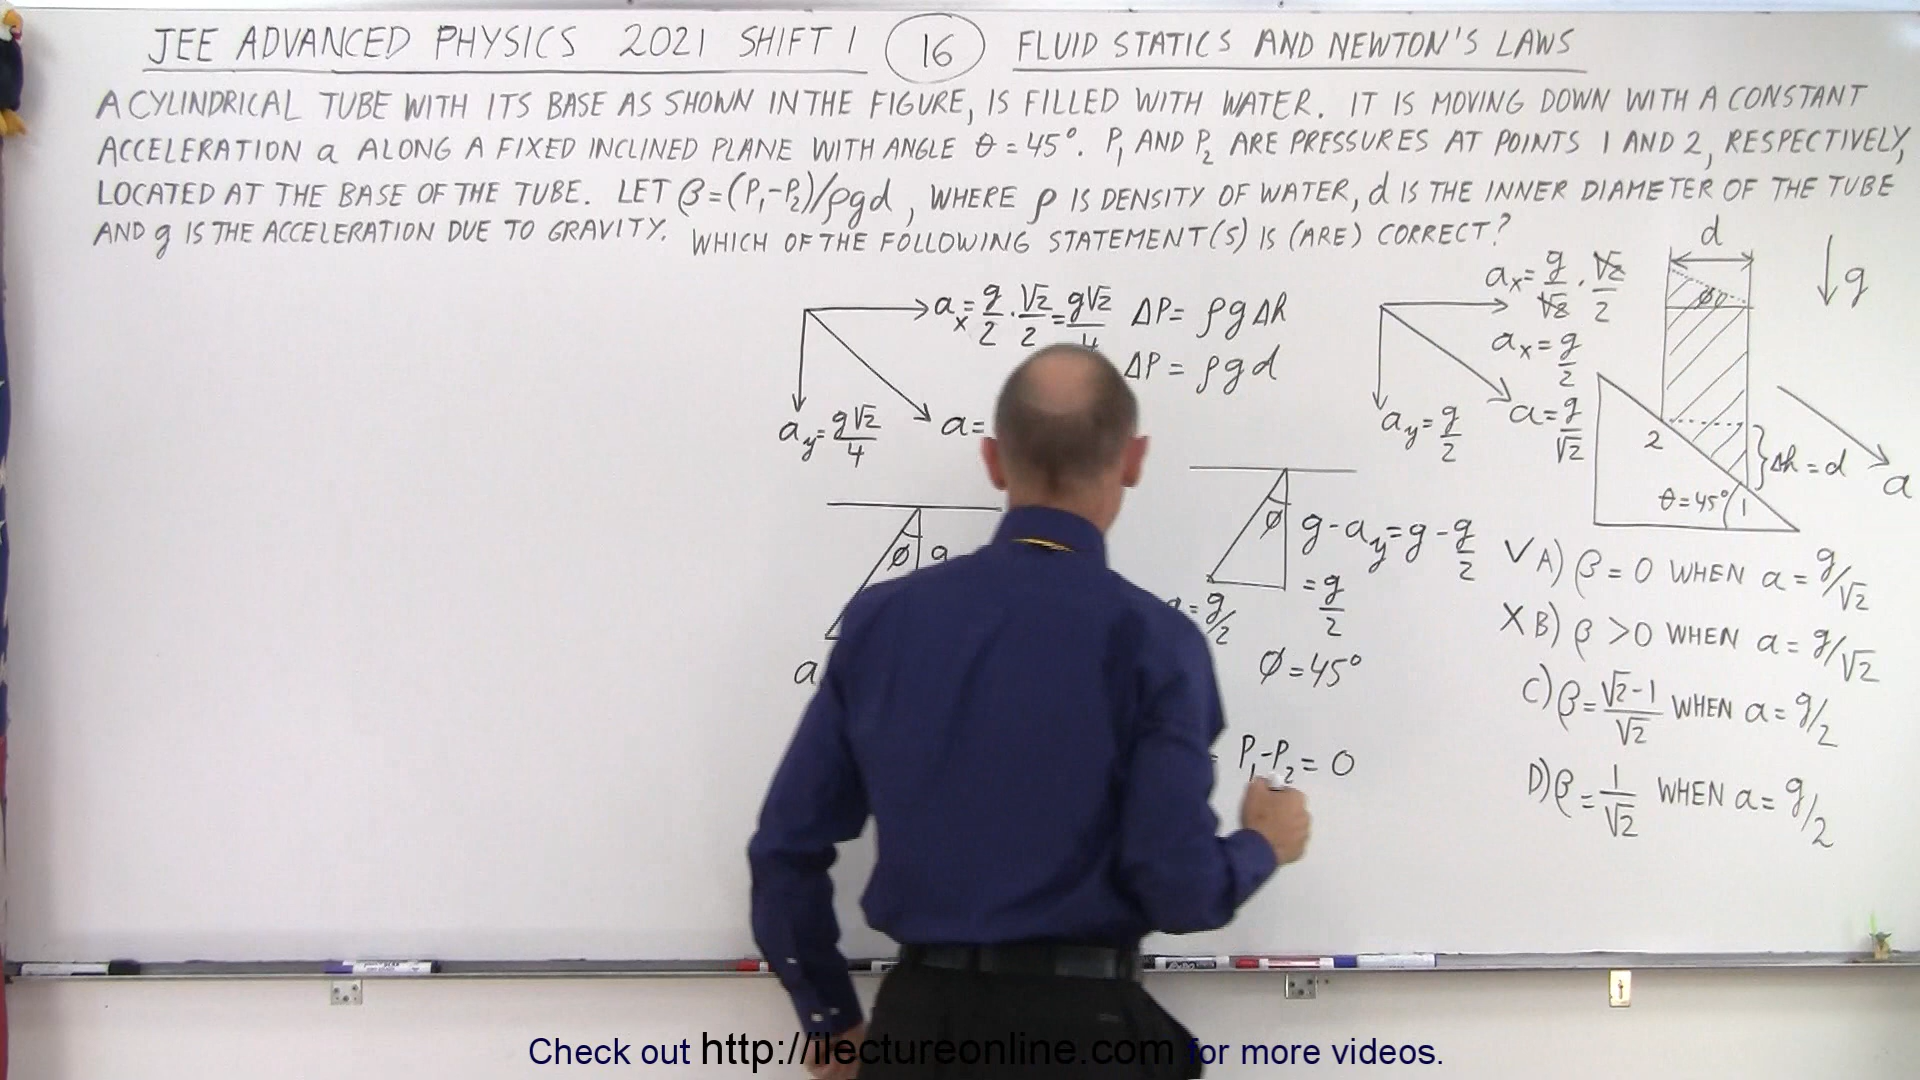 JEE ADVANCED PHYSICS 2021 SHIFT 1 16 FLUID STATICS AND NEWTON'S LAWS
A CYLINDRICAL TUBE WITH ITS BASE AS SHOWN IN THE FIGURE, IS FILLED WITH WATER. IT IS MOVING DOWN WITH A CONSTANT
ACCELERATION a ALONG A FIXED INCLINED PLANE WITH ANGLE θ = 45°. P₁ AND P₂ ARE PRESSURES AT POINTS 1 AND 2, RESPECTIVELY,
LOCATED AT THE BASE OF THE TUBE. LET β = (P₁-P₂)/ρgd, WHERE ρ IS DENSITY OF WATER, d IS THE INNER DIAMETER OF THE TUBE
AND g IS THE ACCELERATION DUE TO GRAVITY. WHICH OF THE FOLLOWING STATEMENT(S) IS (ARE) CORRECT?
aₓ = g/2 · √2/2 = g√2/4
a_y = g√2/4
a =
∅
a
ΔP = ρgΔh
ΔP = ρgd
aₓ = g/√2 · √2/2
aₓ = g/2
a_y = g/2
a = g/√2
∅ g - a_y = g - g/2
= g/2
= g/2
∅ = 45°
P₁-P₂ = 0
d
g
∅
2
Δh = d
θ = 45°
1
a
√ A) β = 0 WHEN a = g/√2
X B) β > 0 WHEN a = g/√2
C) β = √2-1/√2 WHEN a = g/2
D) β = 1/√2 WHEN a = g/2
Check out http://ilectureonline.com for more videos.